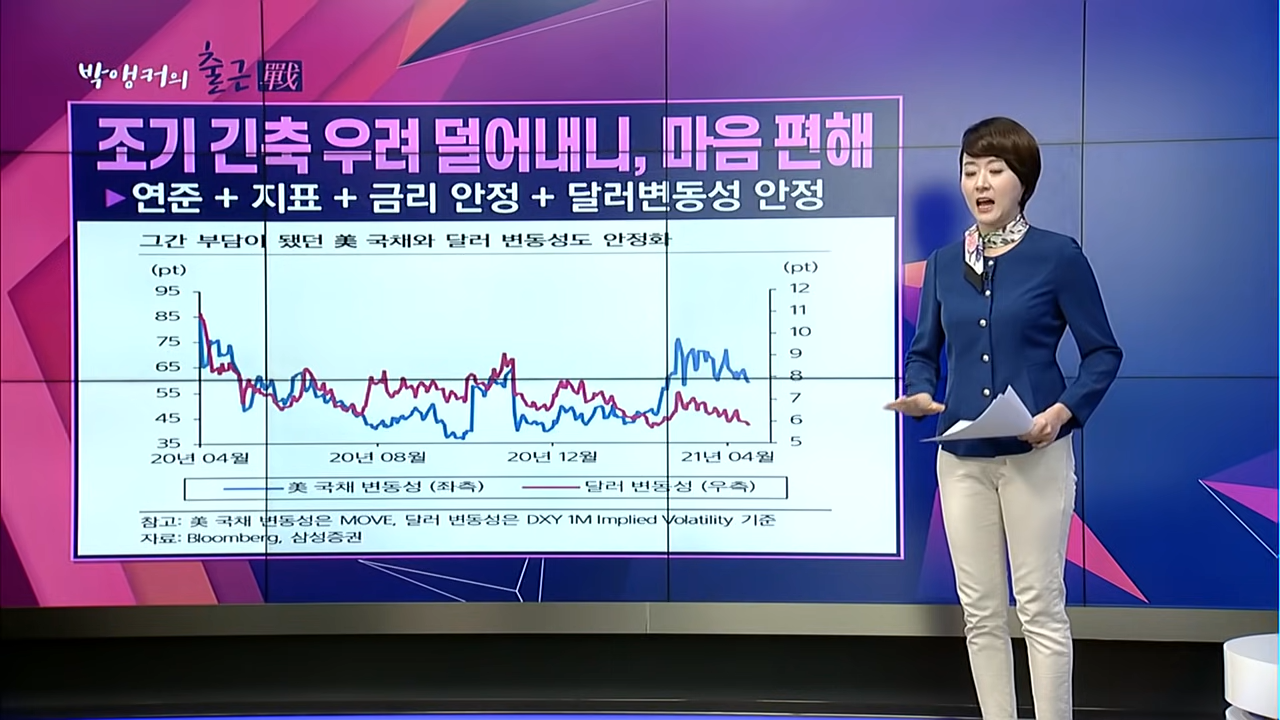 박앵커의 출근戰
조기 긴축 우려 덜어내니, 마음 편해
▶연준 + 지표 + 금리 안정 + 달러변동성 안정
그간 부담이 됐던 美 국채와 달러 변동성도 안정화
(pt) (pt)
95 12
85 11
75 10
65 9
55 8
45 7
35 6
5
20년 04월 20년 08월 20년 12월 21년 04월
美 국채 변동성 (좌측) 달러 변동성 (우측)
참고: 美 국채 변동성은 MOVE, 달러 변동성은 DXY 1M Implied Volatility 기준
자료: Bloomberg, 삼성증권